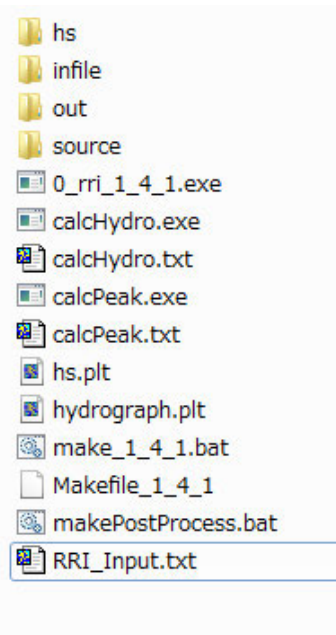 hs
infile
out
source
0_rri_1_4_1.exe
calcHydro.exe
calcHydro.txt
calcPeak.exe
calcPeak.txt
hs.plt
hydrograph.plt
make_1_4_1.bat
Makefile_1_4_1
makePostProcess.bat
RRI_Input.txt